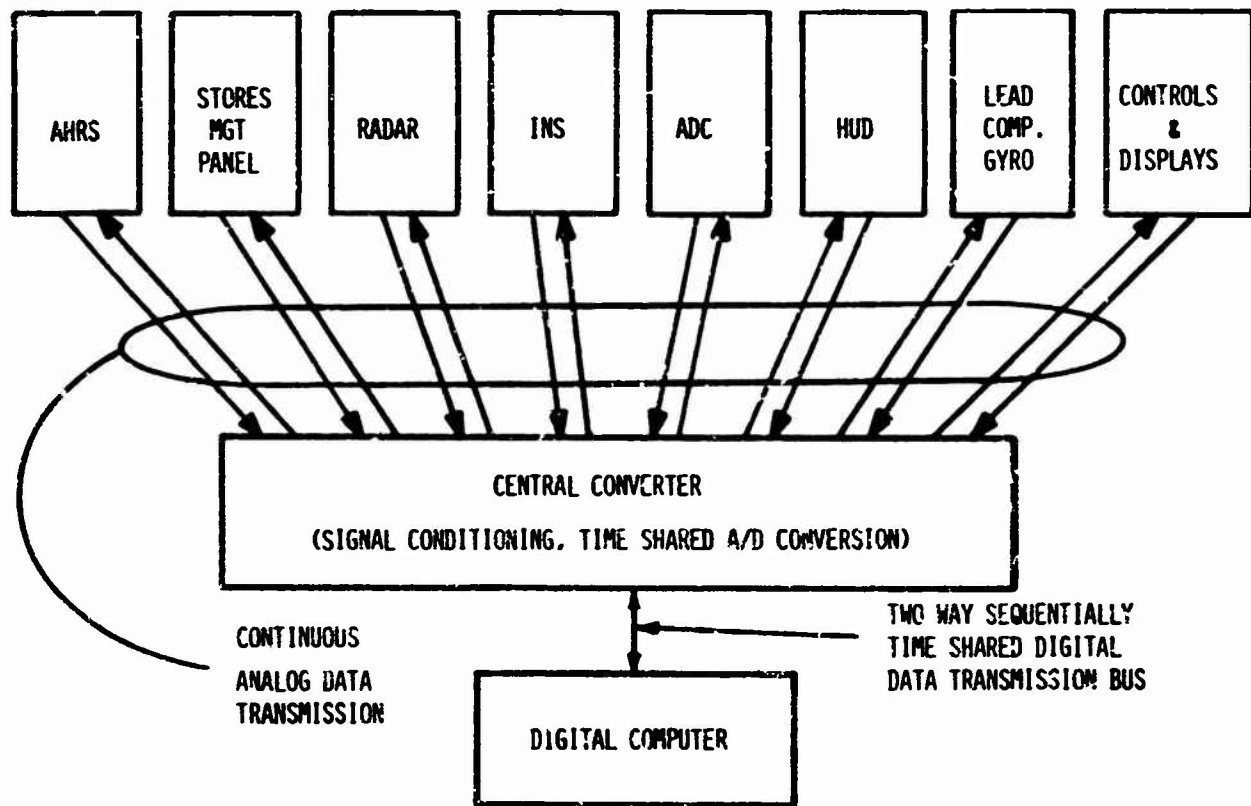 AHRS
STORES
MGT
PANEL
RADAR
INS
ADC
HUD
LEAD
COMP.
GYRO
CONTROLS
&
DISPLAYS
CENTRAL CONVERTER
(SIGNAL CONDITIONING, TIME SHARED A/D CONVERSION)
CONTINUOUS
ANALOG DATA
TRANSMISSION
TWO WAY SEQUENTIALLY
TIME SHARED DIGITAL
DATA TRANSMISSION BUS
DIGITAL COMPUTER